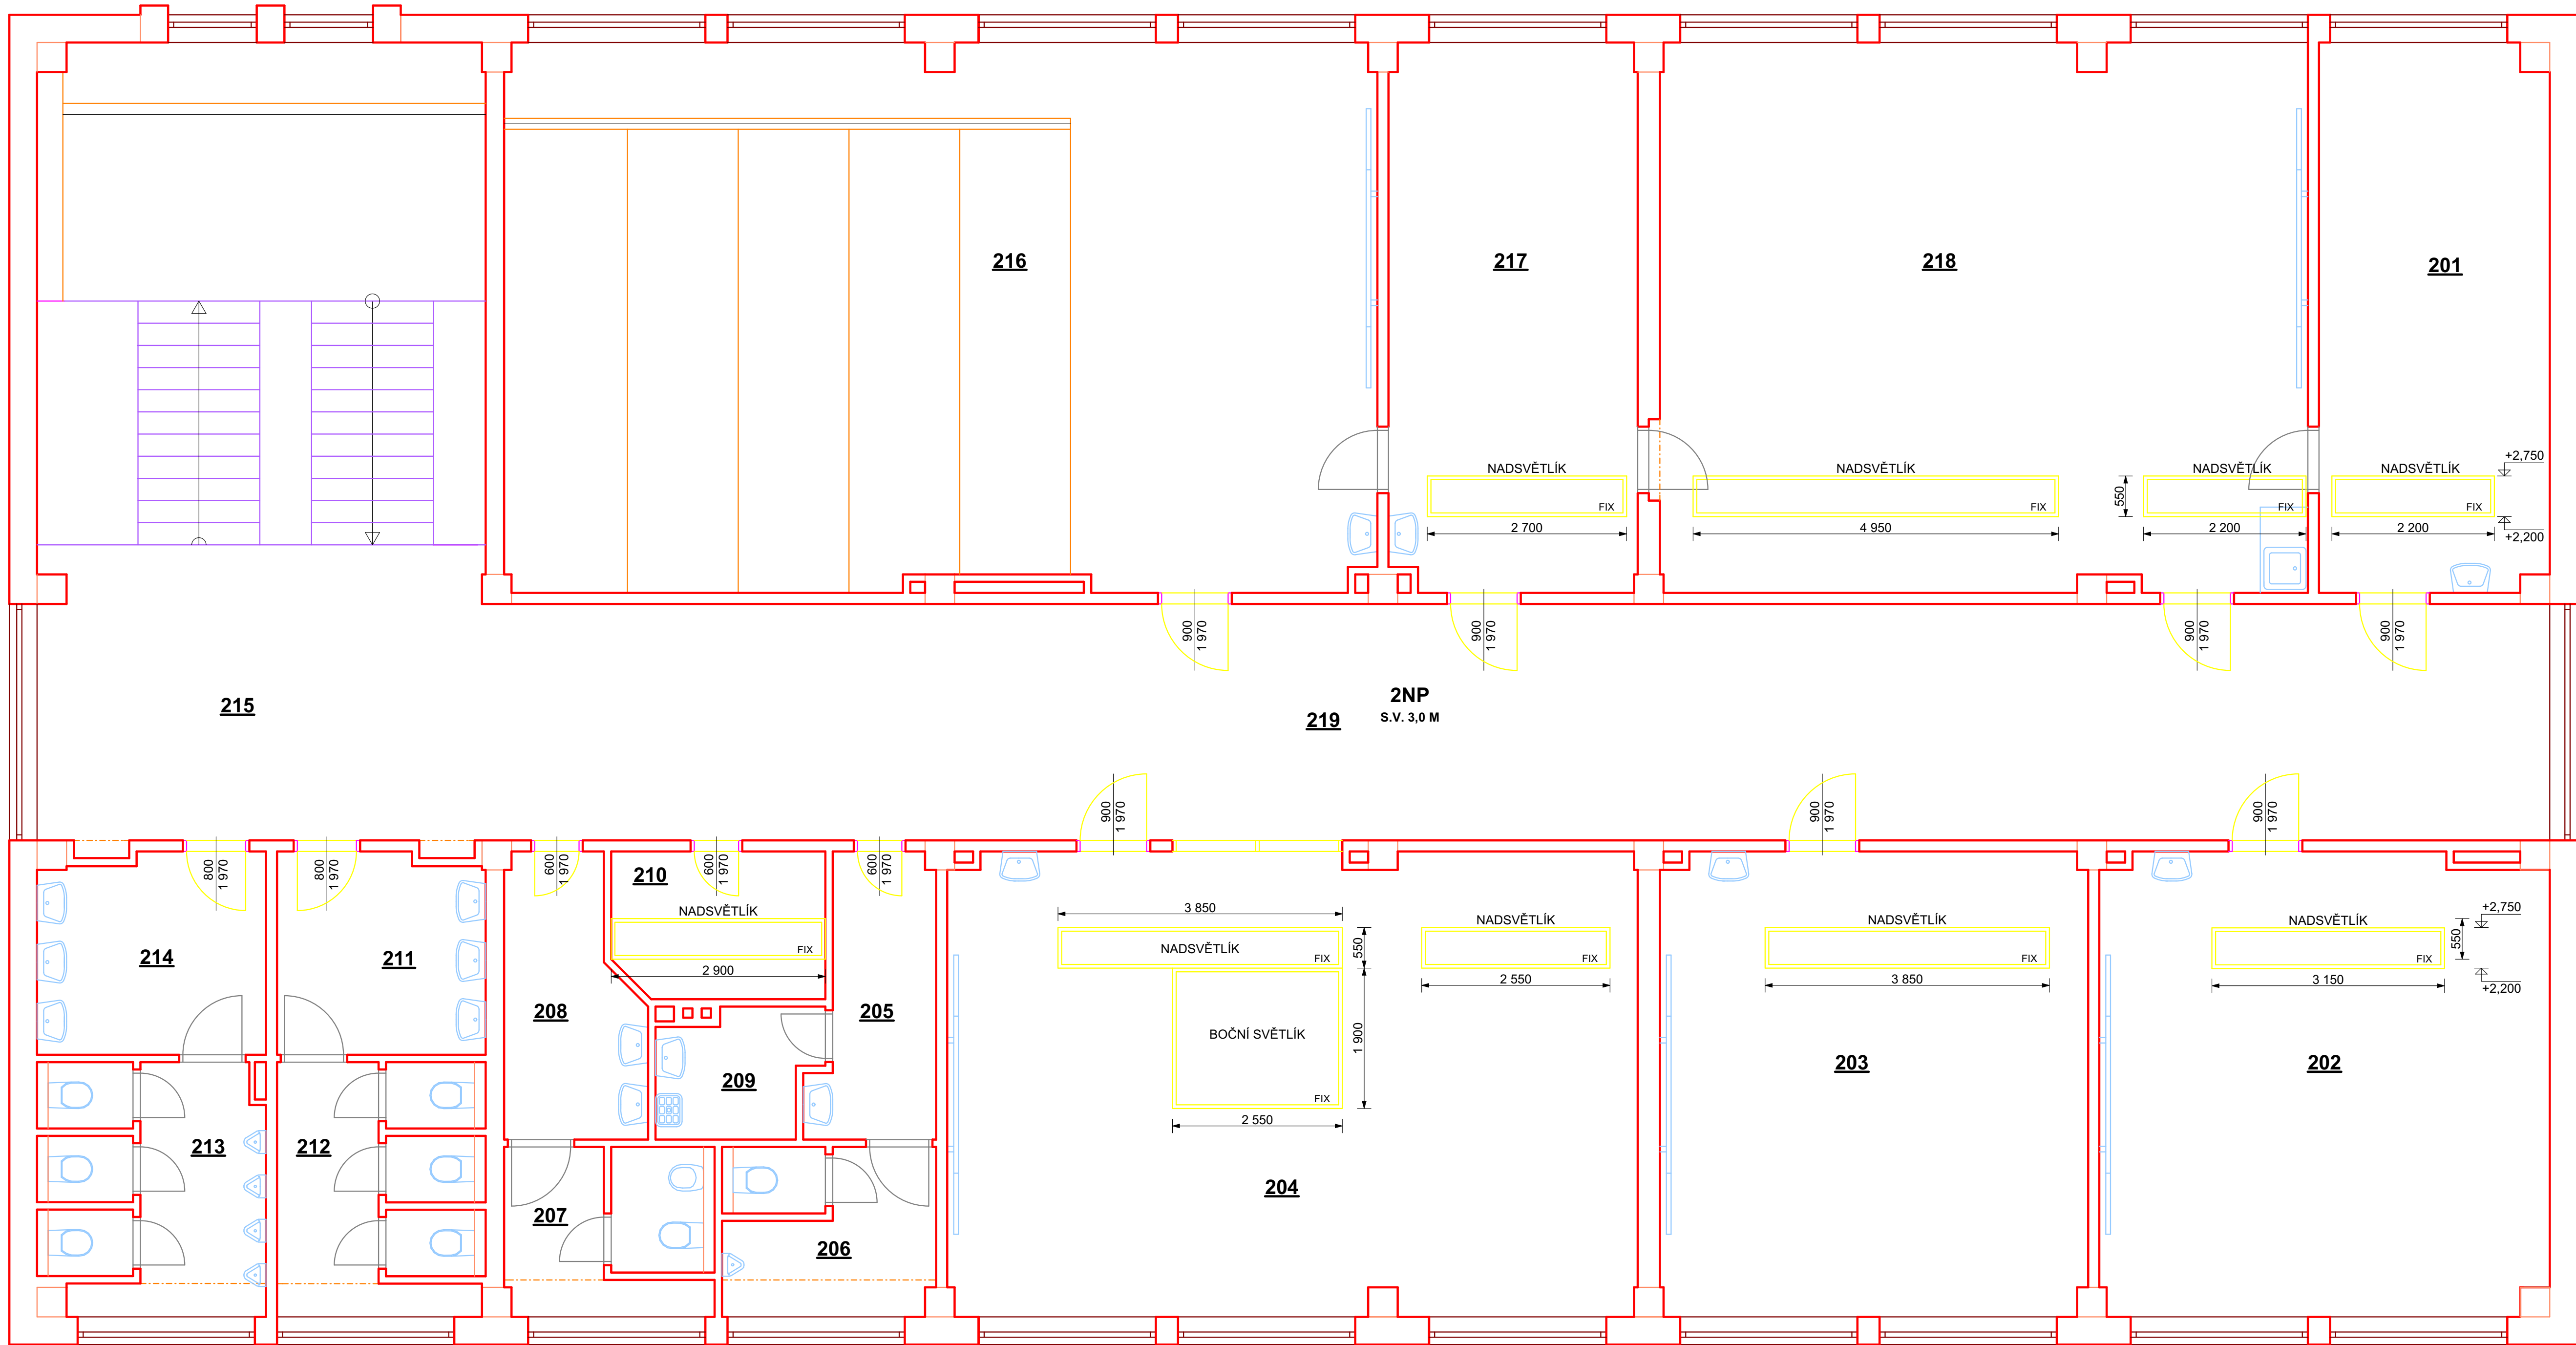 216
217
218
201
NADSVĚTLÍK
FIX
2 700
NADSVĚTLÍK
FIX
4 950
550
NADSVĚTLÍK
FIX
2 200
NADSVĚTLÍK
FIX
2 200
+2,750
+2,200
900
1 970
900
1 970
900
1 970
900
1 970
215
219
2NP
S.V. 3,0 M
900
1 970
900
1 970
900
1 970
800
1 970
800
1 970
600
1 970
600
1 970
600
1 970
210
NADSVĚTLÍK
FIX
2 900
214
211
208
205
209
3 850
NADSVĚTLÍK
FIX
550
BOČNÍ SVĚTLÍK
FIX
1 900
2 550
NADSVĚTLÍK
FIX
2 550
NADSVĚTLÍK
FIX
3 850
NADSVĚTLÍK
FIX
3 150
550
+2,750
+2,200
203
202
213
212
204
207
206